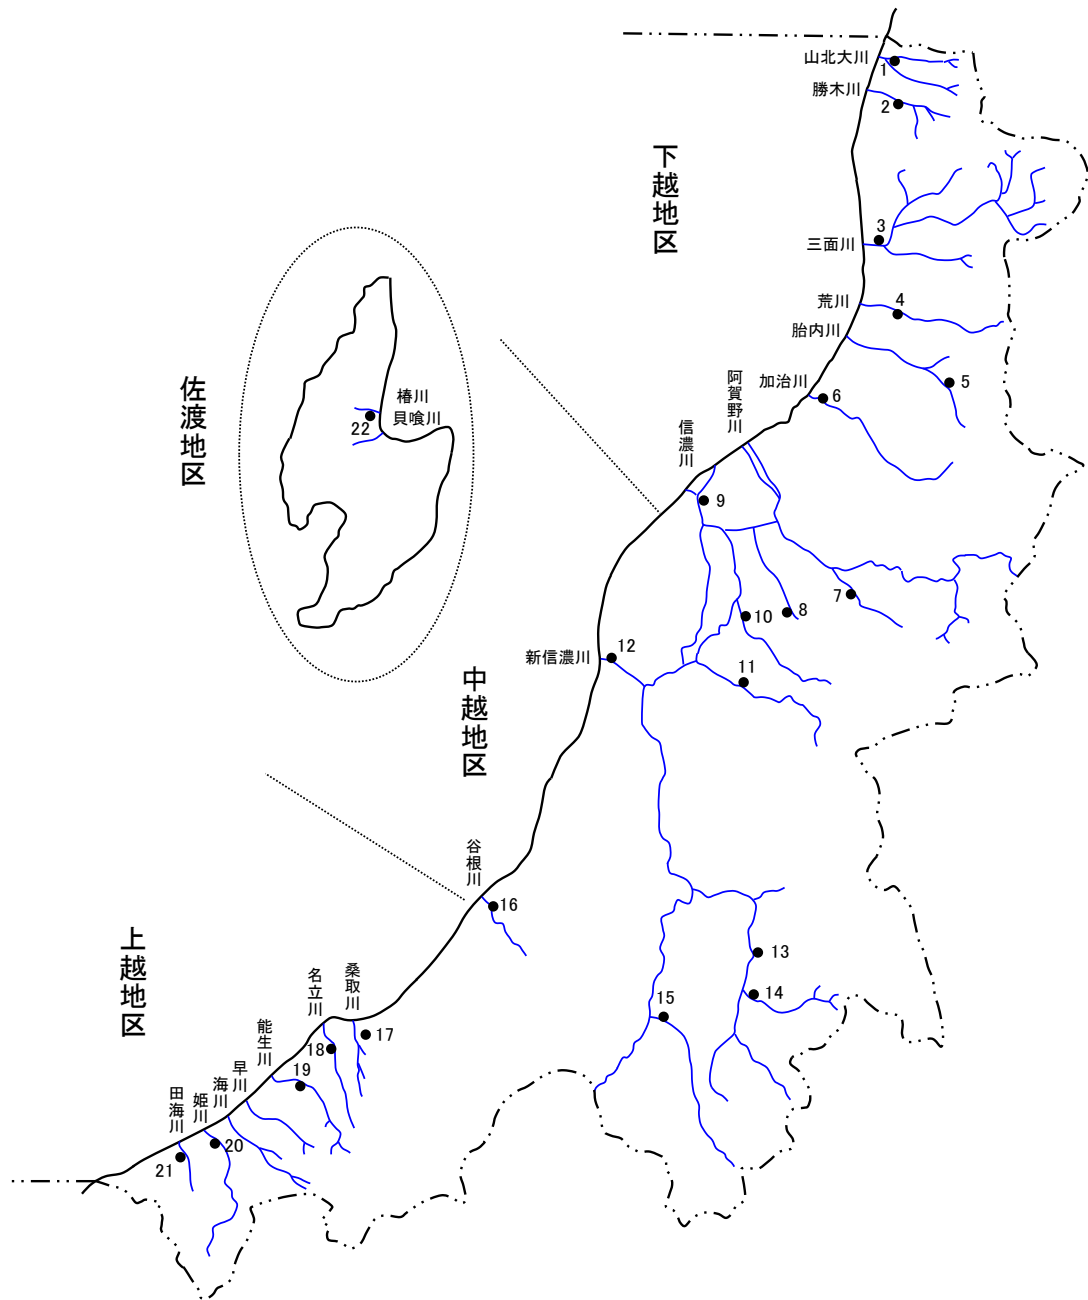 山北大川
1
勝木川
2
下越地区
3
三面川
荒川
4
胎内川
阿賀野川
加治川
5
6
佐渡地区
椿川
貝喰川
22
信濃川
9
7
8
10
新信濃川
12
11
中越地区
谷根川
16
上越地区
13
14
15
桑取川
名立川
17
能生川
18
19
早川
海川
姫川
田海川
20
21